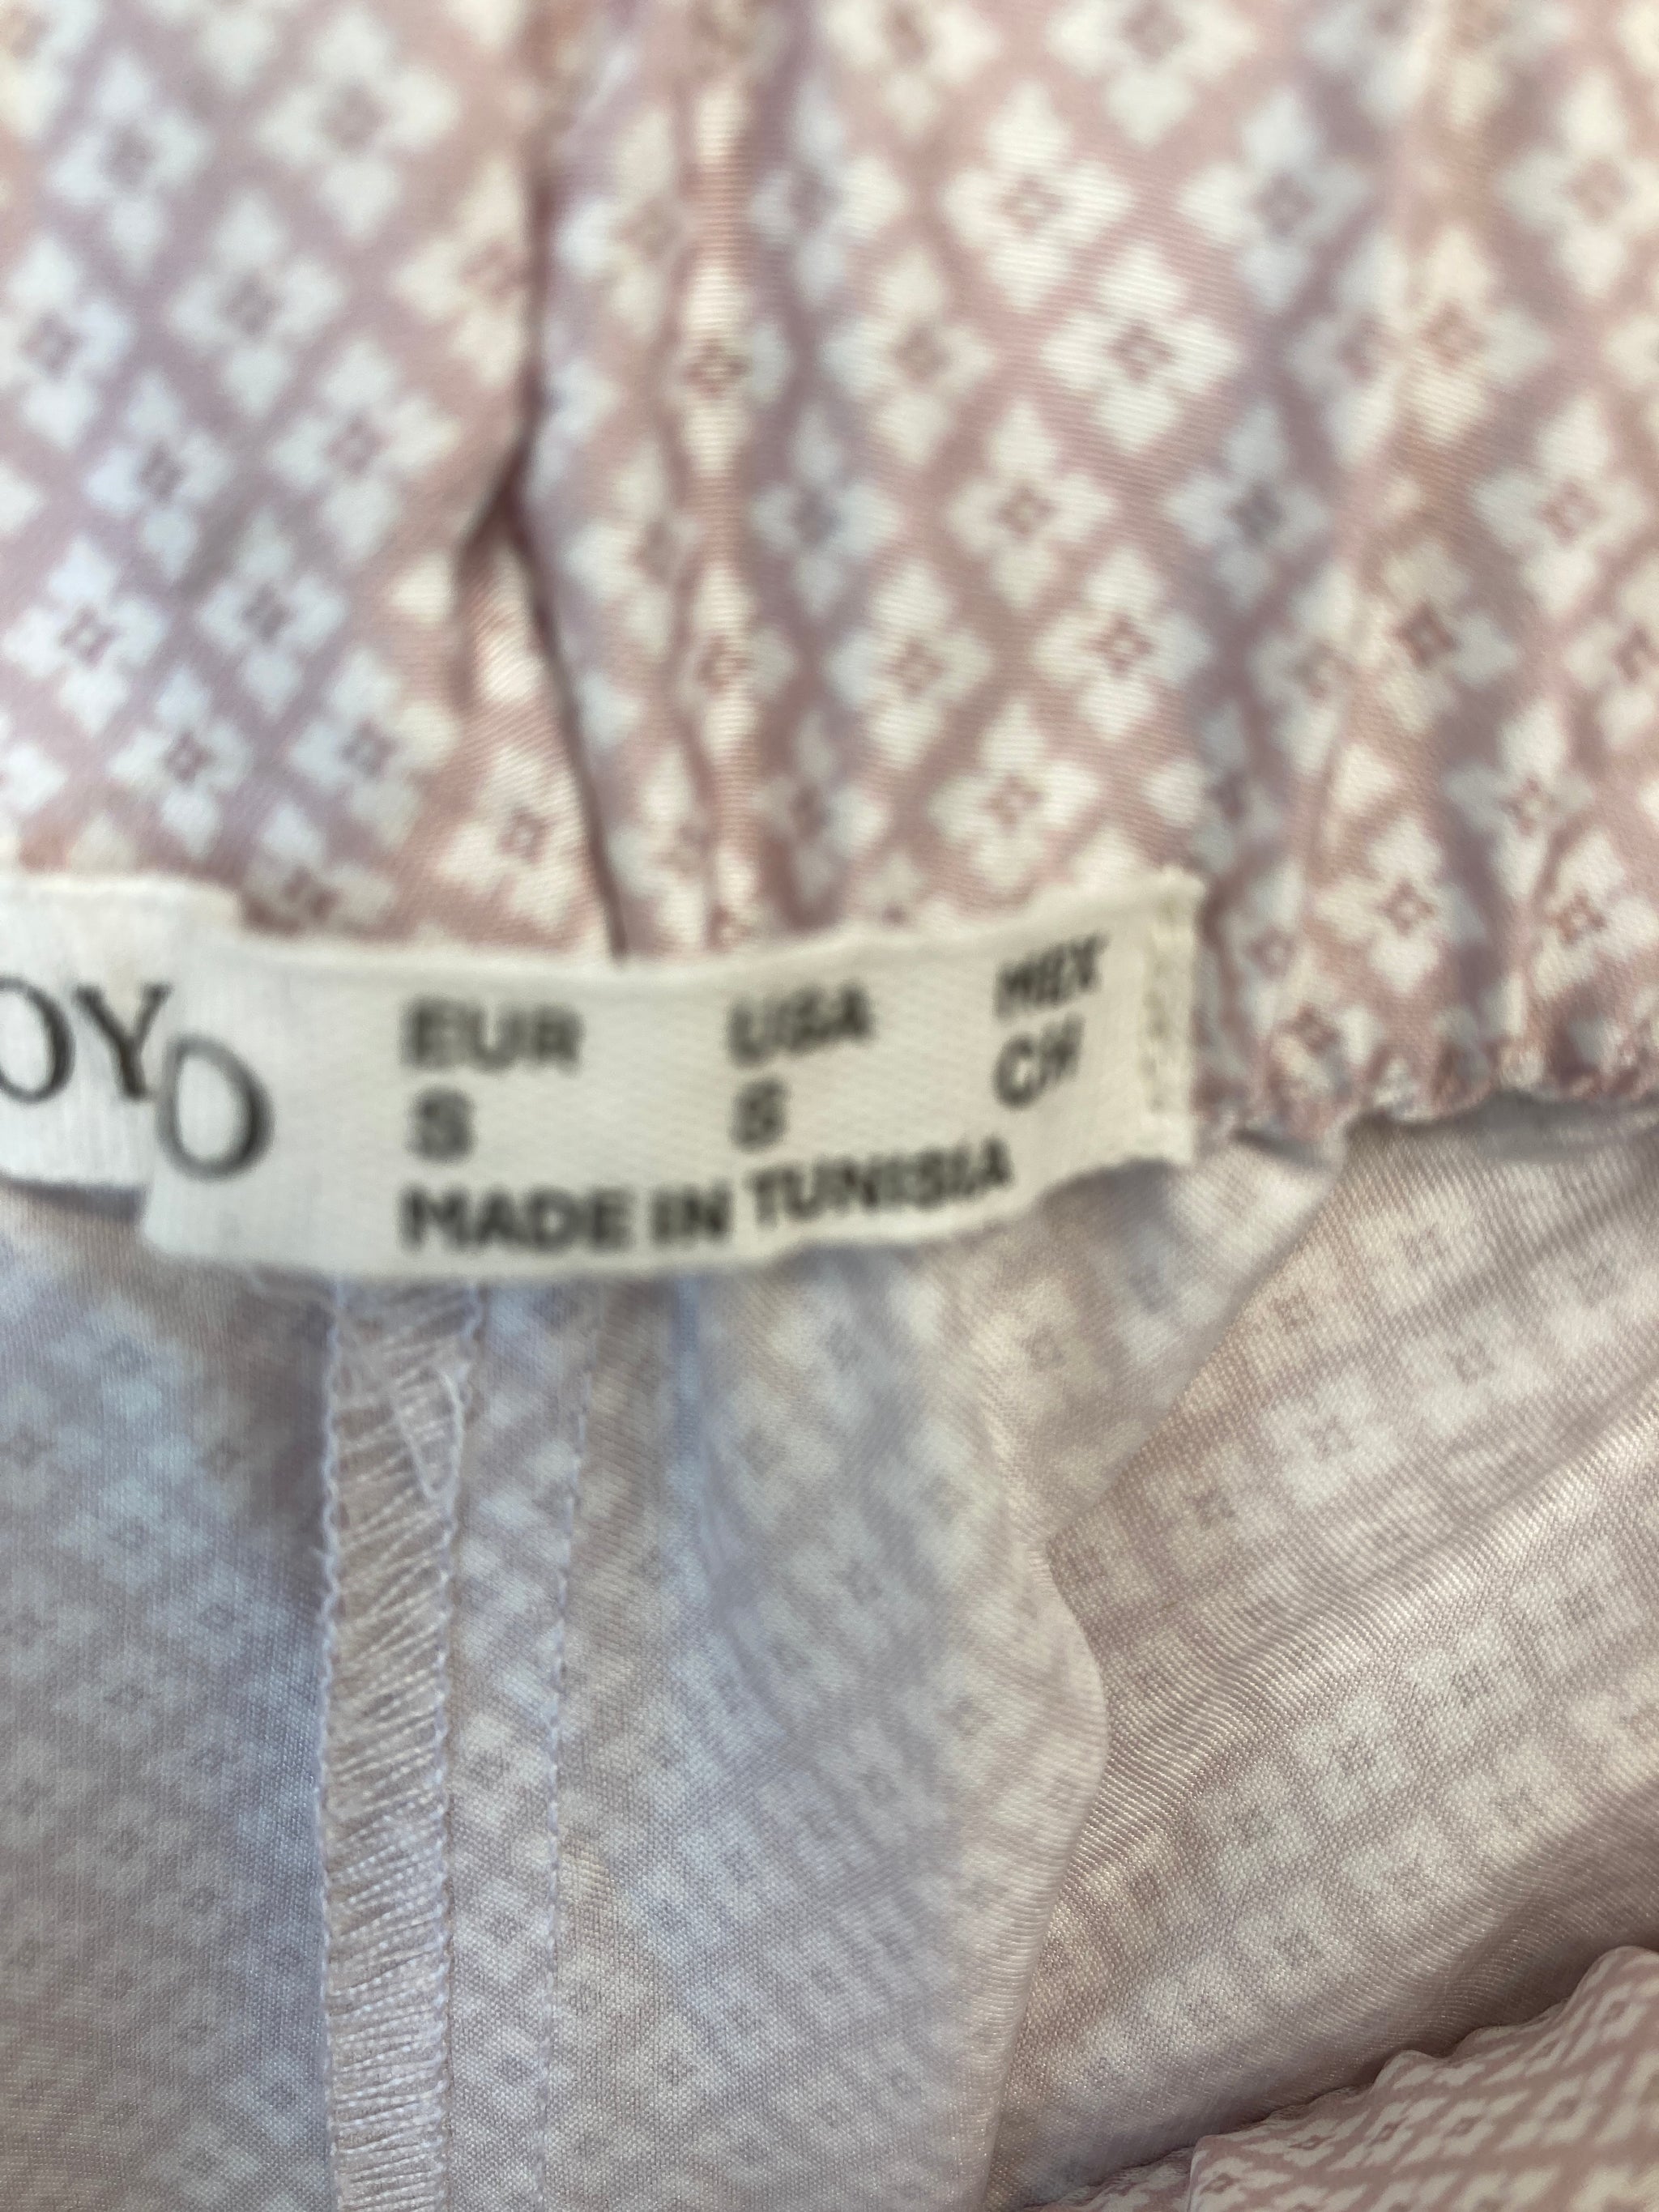 OYO
EUR USA MEX
S S CH
MADE IN TUNISIA